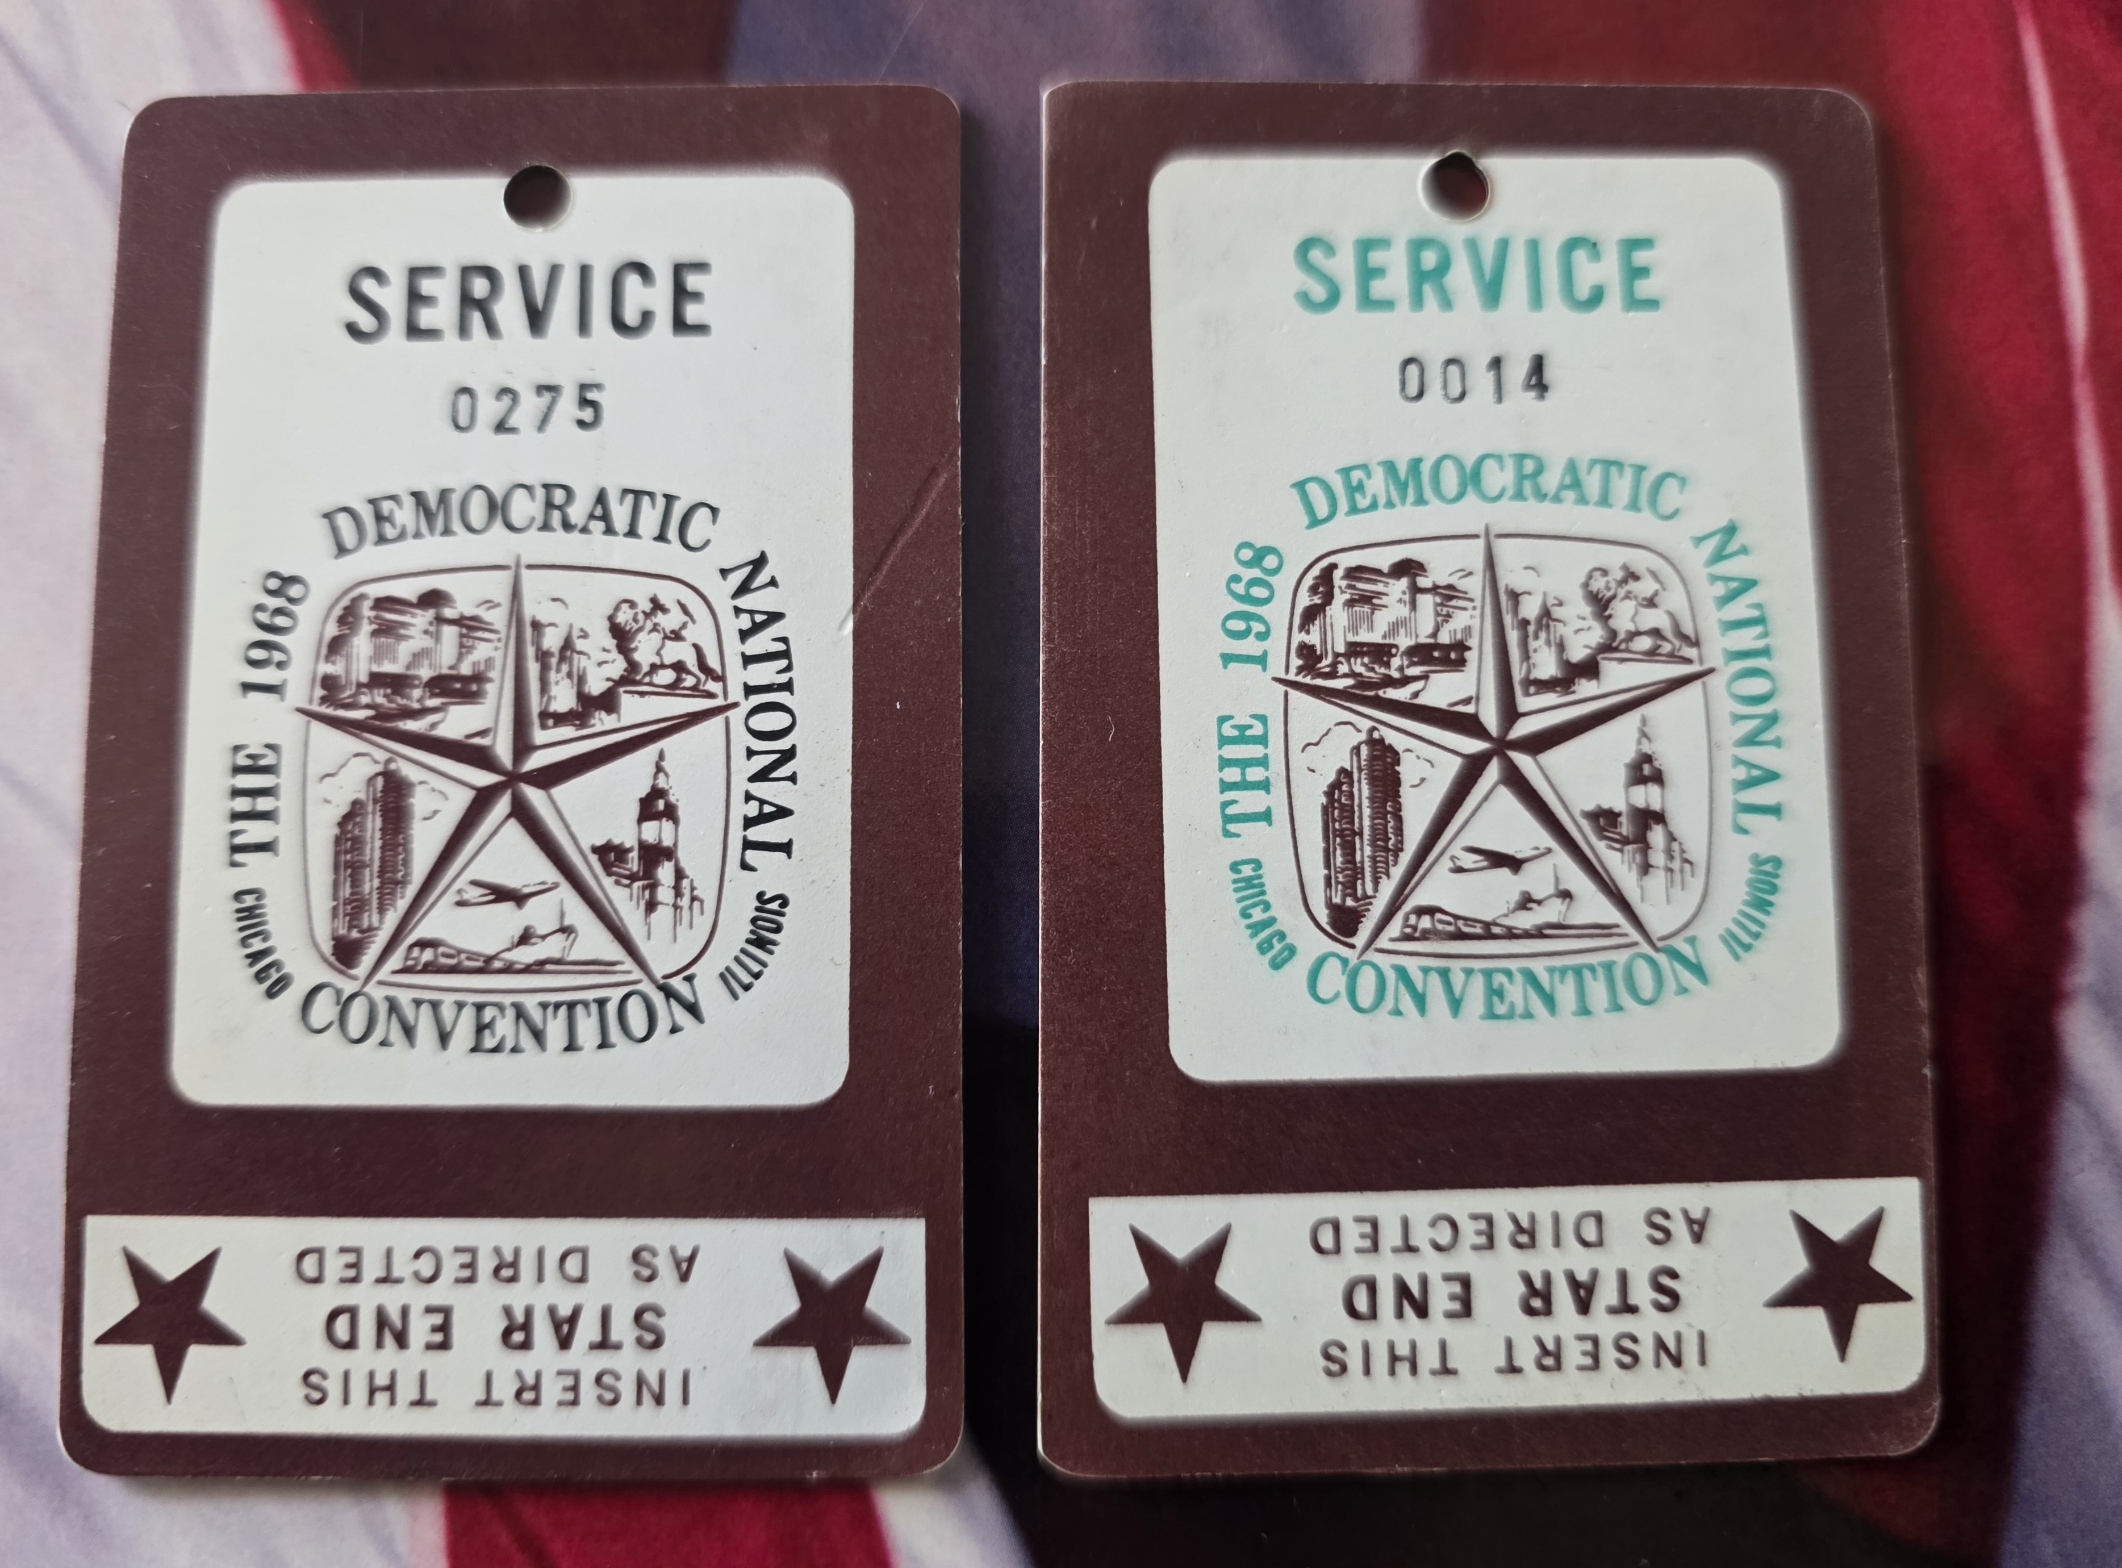 SERVICE
0275
THE 1968 DEMOCRATIC NATIONAL CONVENTION
CHICAGO ILLINOIS
INSERT THIS
STAR END
AS DIRECTED
SERVICE
0014
THE 1968 DEMOCRATIC NATIONAL CONVENTION
CHICAGO ILLINOIS
INSERT THIS
STAR END
AS DIRECTED